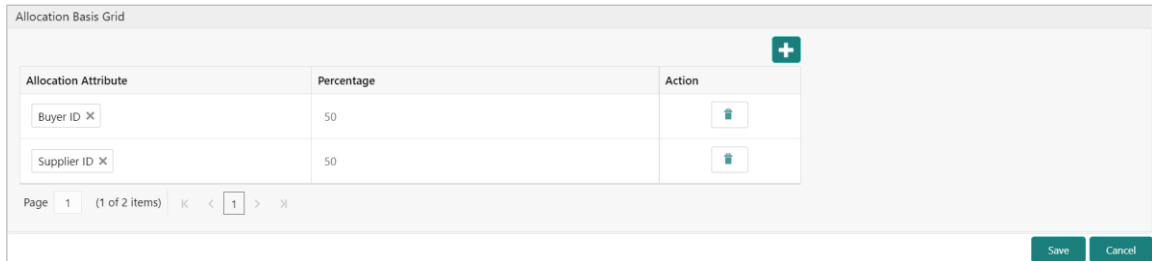 Allocation Basis Grid
Allocation Attribute Percentage Action
Buyer ID 50
Supplier ID 50
Page 1 (1 of 2 items) 1
Save Cancel